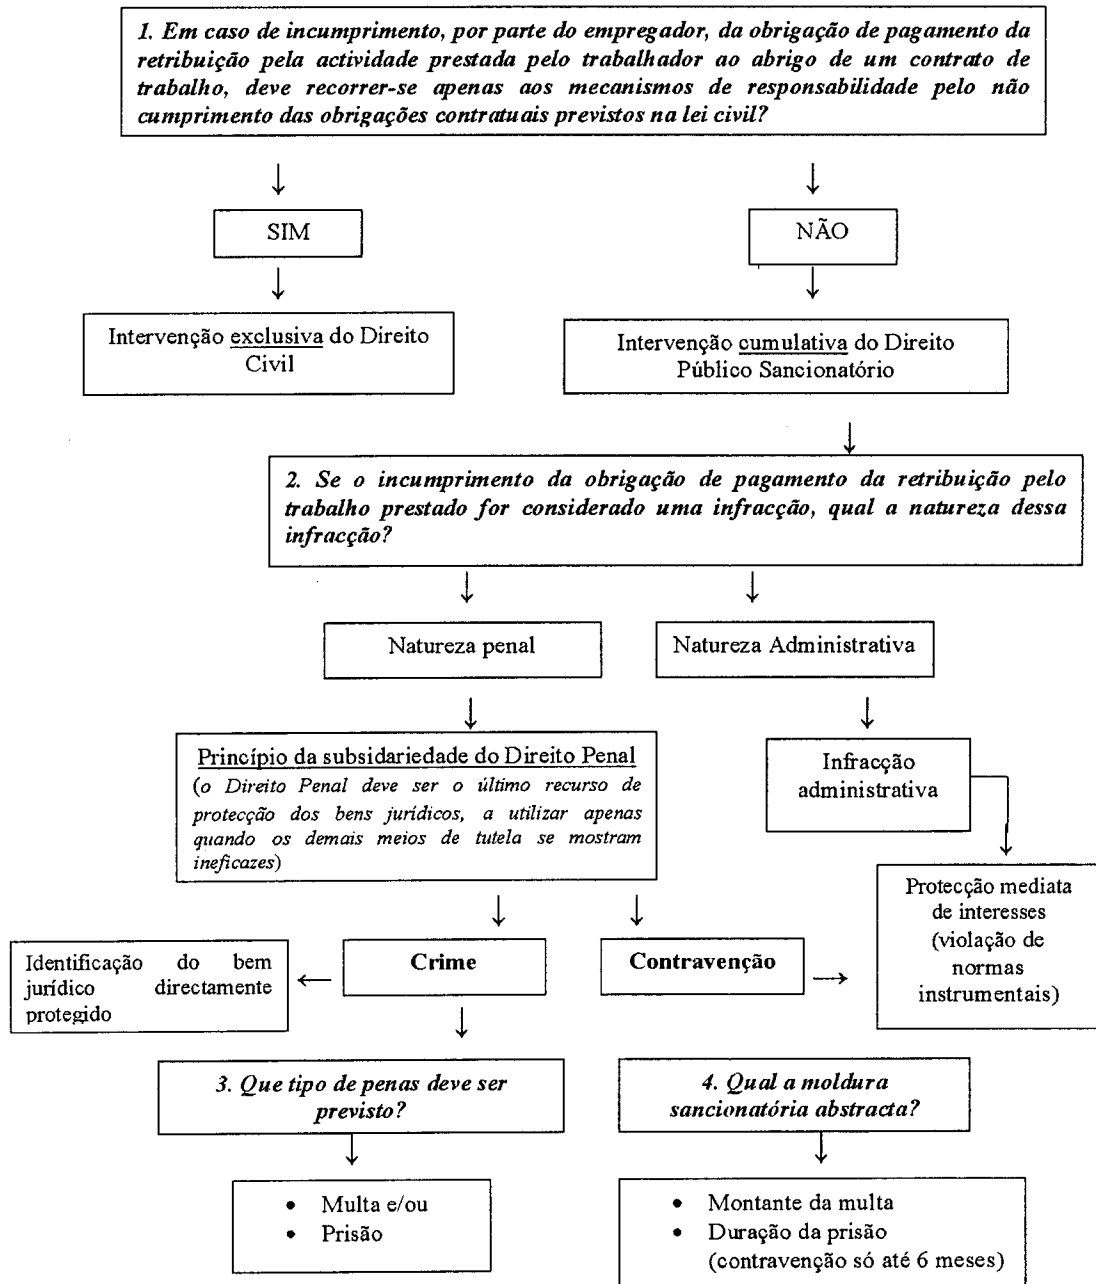 1. Em caso de incumprimento, por parte do empregador, da obrigação de pagamento da
retribuição pela actividade prestada pelo trabalhador ao abrigo de um contrato de
trabalho, deve recorrer-se apenas aos mecanismos de responsabilidade pelo não
cumprimento das obrigações contratuais previstos na lei civil?
SIM
NÃO
Intervenção exclusiva do Direito
Civil
Intervenção cumulativa do Direito
Público Sancionatório
2. Se o incumprimento da obrigação de pagamento da retribuição pelo
trabalho prestado for considerado uma infracção, qual a natureza dessa
infracção?
Natureza penal
Natureza Administrativa
Princípio da subsidariedade do Direito Penal
(o Direito Penal deve ser o último recurso de
protecção dos bens jurídicos, a utilizar apenas
quando os demais meios de tutela se mostram
ineficazes)
Infracção
administrativa
Protecção mediata
de interesses
(violação de
normas
instrumentais)
Identificação do bem
jurídico directamente
protegido
Crime
Contravenção
3. Que tipo de penas deve ser
previsto?
4. Qual a moldura
sancionatória abstracta?
• Multa e/ou
• Prisão
• Montante da multa
• Duração da prisão
(contravenção só até 6 meses)